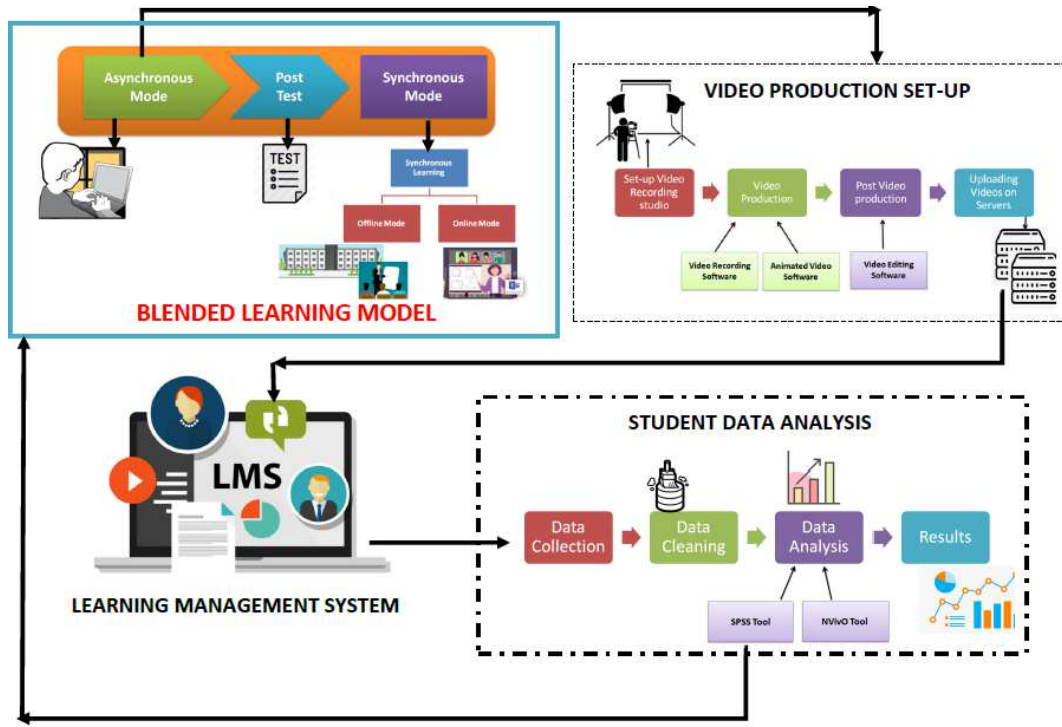 Asynchronous
Mode
Post
Test
Synchronous
Mode
TEST
Synchronous
Learning
Offline Mode
Online Mode
BLENDED LEARNING MODEL
VIDEO PRODUCTION SET-UP
Set-up Video
Recording
studio
Video
Production
Post Video
production
Uploading
Videos on
Servers
Video Recording
Software
Animated Video
Software
Video Editing
Software
LMS
LEARNING MANAGEMENT SYSTEM
STUDENT DATA ANALYSIS
Data
Collection
Data
Cleaning
Data
Analysis
Results
SPSS Tool
NVivO Tool